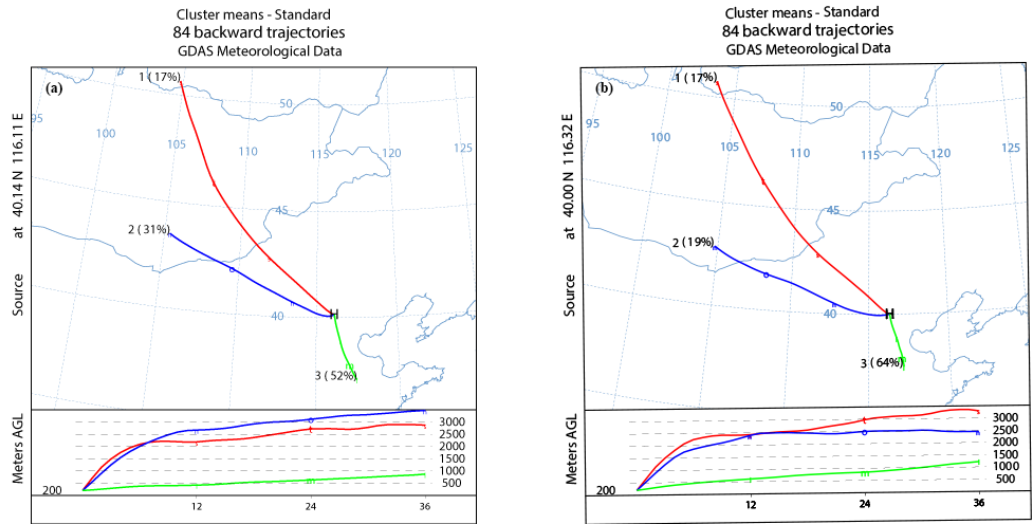 Cluster means - Standard
84 backward trajectories
GDAS Meteorological Data
(a)
1 (17%)
50
95
100
105
110
115
120
125
45
2 (31%)
40
H
3 (52%)
at 40.14 N 116.11 E
Source
Meters AGL
3000
2500
2000
1500
1000
500
200
12
24
36
Cluster means - Standard
84 backward trajectories
GDAS Meteorological Data
(b)
1 (17%)
50
95
100
105
110
115
120
125
45
2 (19%)
40
H
3 (64%)
at 40.00 N 1 16.32 E
Source
Meters AGL
3000
2500
2000
1500
1000
500
200
12
24
36